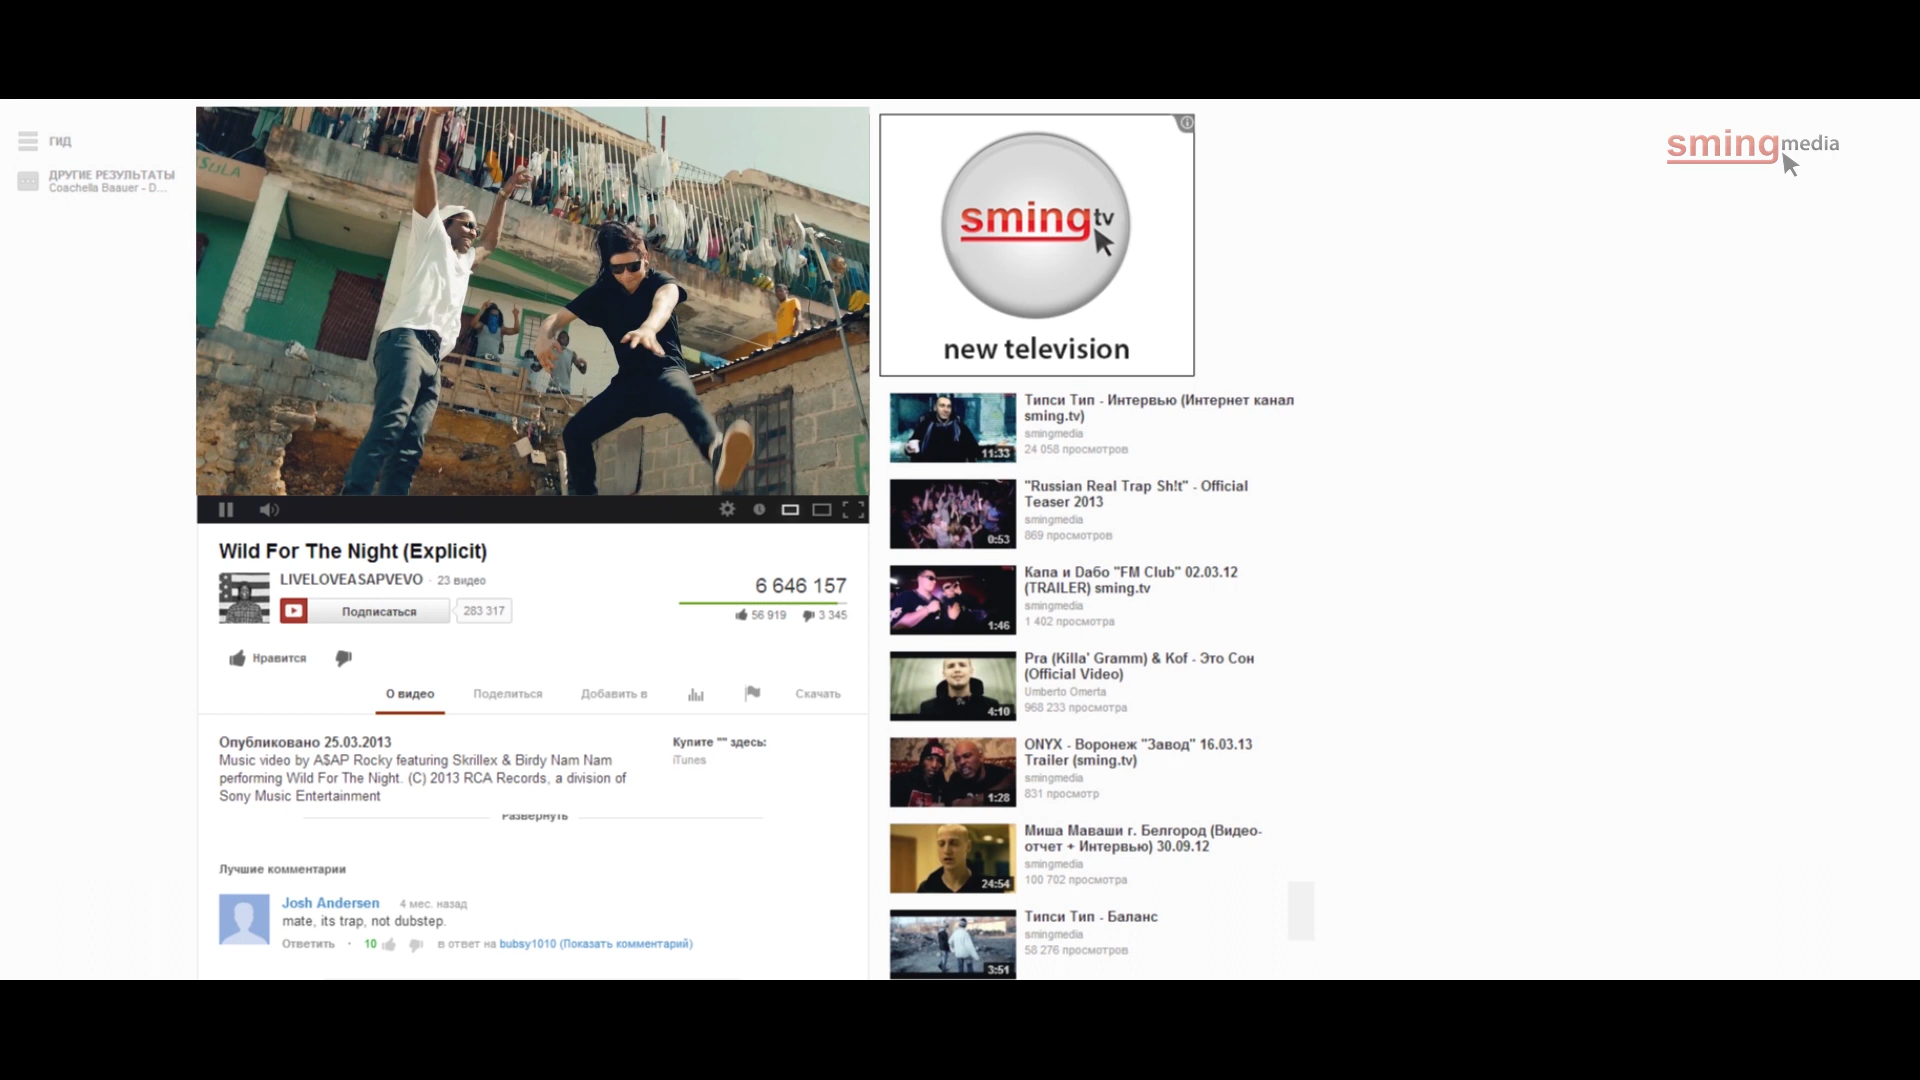 ГИД
ДРУГИЕ РЕЗУЛЬТАТЫ
Coachella Baauer - D...
SULA
Wild For The Night (Explicit)
LIVELOVEASAPVEVO · 23 видео
Подписаться
283 317
6 646 157
56 919
3 345
Нравится
О видео
Поделиться
Добавить в
Скачать
Опубликовано 25.03.2013
Music video by A$AP Rocky featuring Skrillex & Birdy Nam Nam
performing Wild For The Night. (C) 2013 RCA Records, a division of
Sony Music Entertainment
Купите "" здесь:
iTunes
Развернуть
Лучшие комментарии
Josh Andersen 4 мес. назад
mate, its trap, not dubstep.
Ответить · 10 в ответ на bubsy1010 (Показать комментарий)
sming tv
new television
Типси Тип - Интервью (Интернет канал
sming.tv)
smingmedia
24 058 просмотров
11:33
"Russian Real Trap Sh!t" - Official
Teaser 2013
smingmedia
869 просмотров
0:53
Капа и Dабо "FM Club" 02.03.12
(TRAILER) sming.tv
smingmedia
1 402 просмотра
1:46
Pra (Killa' Gramm) & Kof - Это Сон
(Official Video)
Umberto Omerta
968 233 просмотра
4:10
ONYX - Воронеж "Завод" 16.03.13
Trailer (sming.tv)
smingmedia
831 просмотр
1:28
Миша Маваши г. Белгород (Видео-
отчет + Интервью) 30.09.12
smingmedia
100 702 просмотра
24:54
Типси Тип - Баланс
smingmedia
58 276 просмотров
3:51
smingmedia